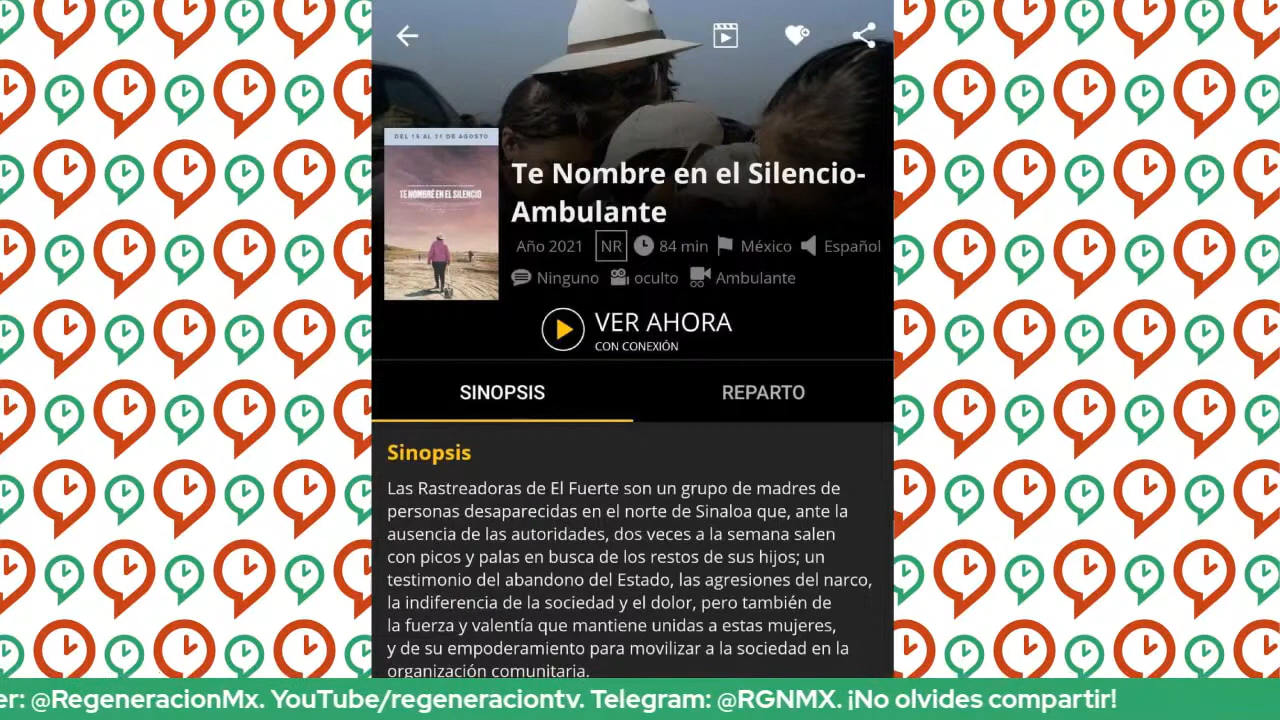 DEL 15 AL 31 DE AGOSTO
TE NOMBRÉ EN EL SILENCIO
Te Nombre en el Silencio-
Ambulante
Año 2021 NR 84 min México Español
Ninguno oculto Ambulante
VER AHORA
CON CONEXIÓN
SINOPSIS REPARTO
Sinopsis
Las Rastreadoras de El Fuerte son un grupo de madres de
personas desaparecidas en el norte de Sinaloa que, ante la
ausencia de las autoridades, dos veces a la semana salen
con picos y palas en busca de los restos de sus hijos; un
testimonio del abandono del Estado, las agresiones del narco,
la indiferencia de la sociedad y el dolor, pero también de
la fuerza y valentía que mantiene unidas a estas mujeres,
y de su empoderamiento para movilizar a la sociedad en la
organización comunitaria.
er: @RegeneracionMx. YouTube/regeneraciontv. Telegram: @RGNMX. ¡No olvides compartir!